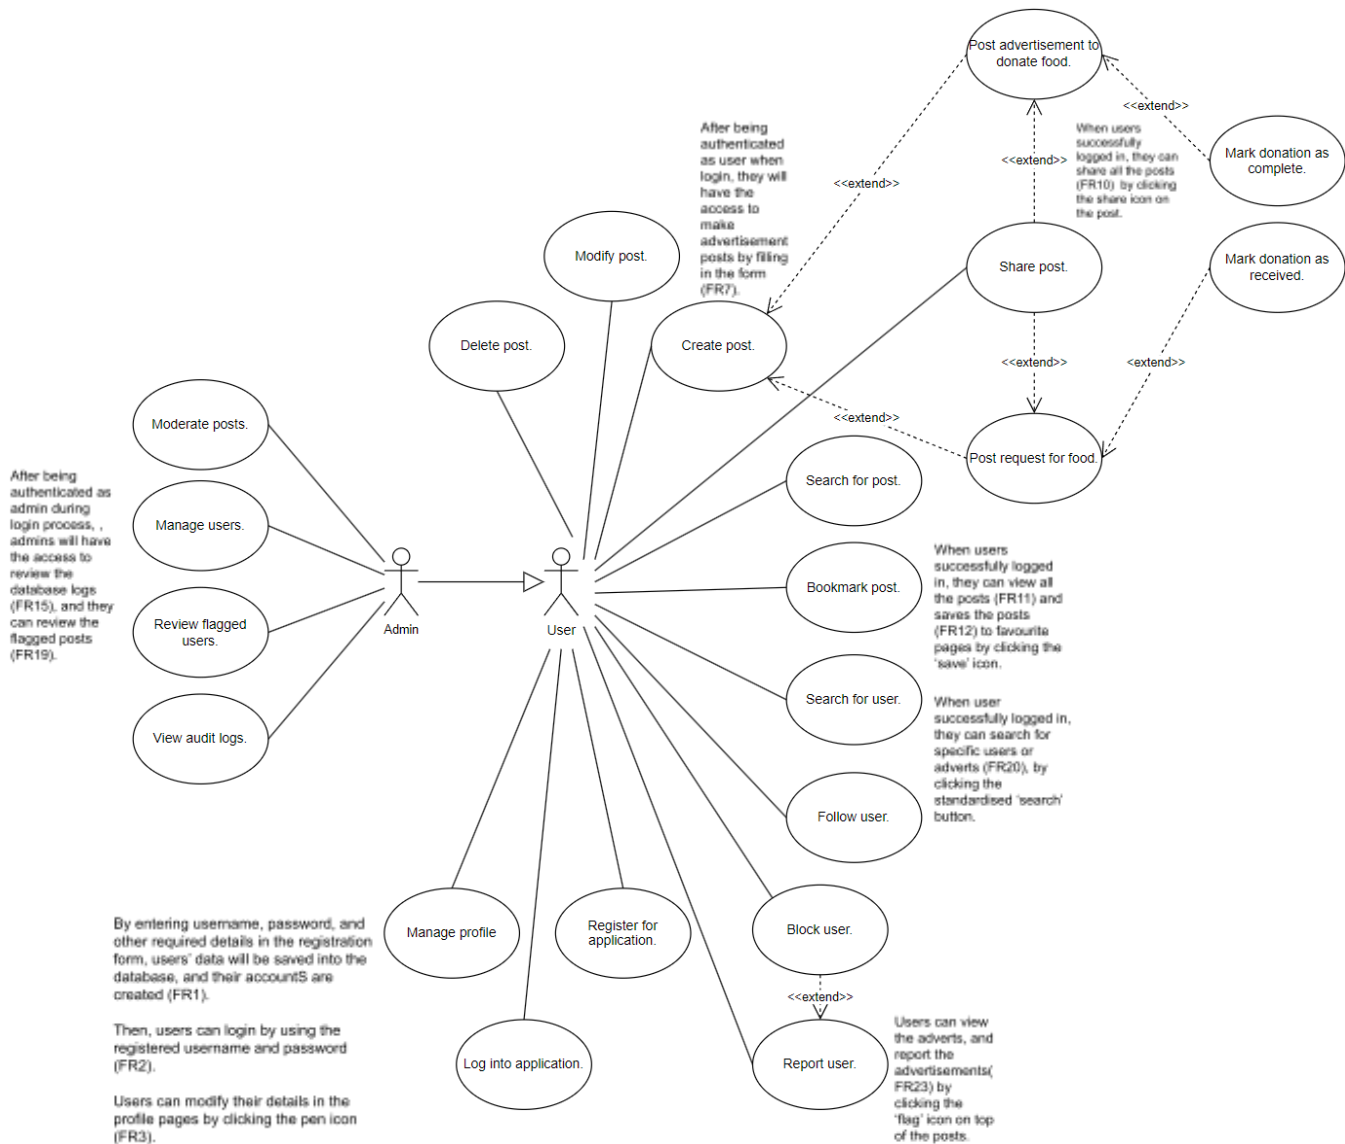 Post advertisement to
donate food.
<<extend>>
Mark donation as
complete.
After being
authenticated
as user when
login, they will
have the
access to
make
advertisement
posts by filling
in the form
(FR7).
<<extend>>
<<extend>>
When users
successfully
logged in, they can
share all the posts
(FR10) by clicking
the share icon on
the post.
Modify post.
Share post.
Mark donation as
received.
Delete post.
Create post.
<<extend>>
<extend>>
<<extend>>
Post request for food.
Moderate posts.
Manage users.
Review flagged
users.
View audit logs.
After being
authenticated as
admin during
login process, ,
admins will have
the access to
review the
database logs
(FR15), and they
can review the
flagged posts
(FR19).
Admin
User
Search for post.
Bookmark post.
When users
successfully logged
in, they can view all
the posts (FR11) and
saves the posts
(FR12) to favourite
pages by clicking the
'save' icon.
Search for user.
When user
successfully logged in,
they can search for
specific users or
adverts (FR20), by
clicking the
standardised 'search'
button.
Follow user.
Manage profile
Register for
application.
Block user.
<<extend>>
Log into application.
Report user.
By entering username, password, and
other required details in the registration
form, users' data will be saved into the
database, and their accountS are
created (FR1).
Then, users can login by using the
registered username and password
(FR2).
Users can modify their details in the
profile pages by clicking the pen icon
(FR3).
Users can view
the adverts, and
report the
advertisements(
FR23) by
clicking the
'flag' icon on top
of the posts.